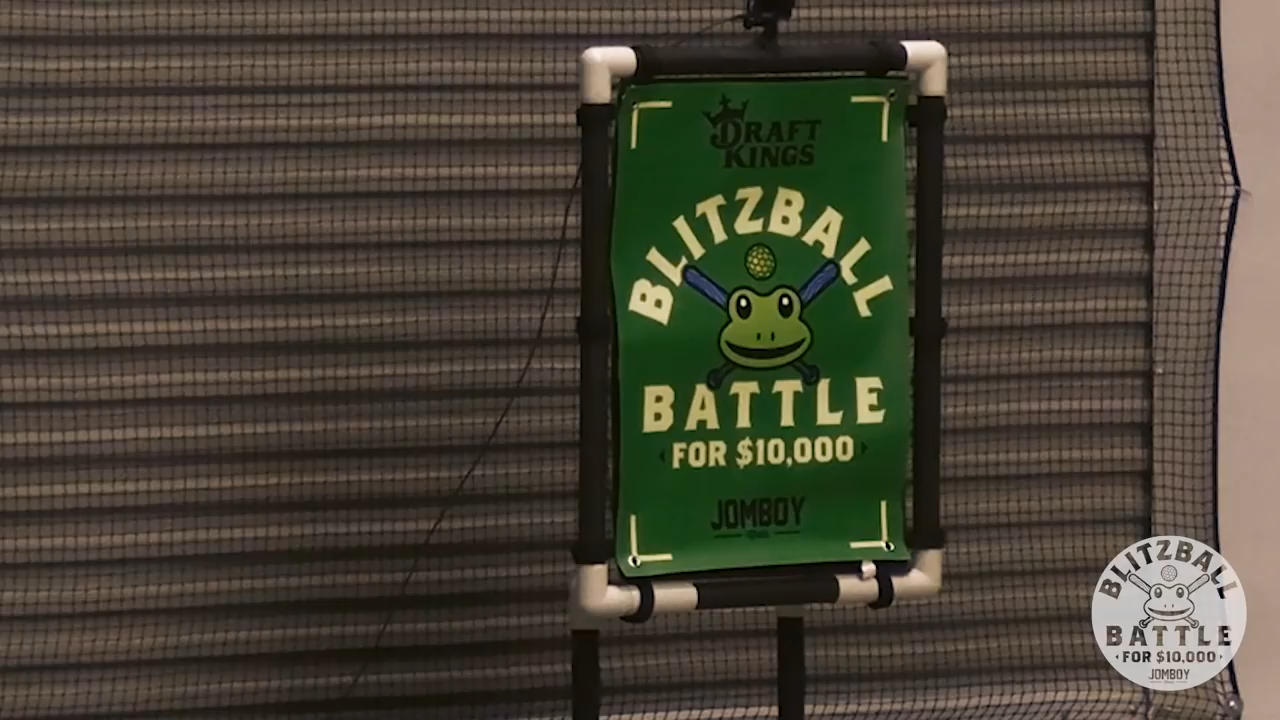 DRAFT
KINGS
BLITZBALL
BATTLE
FOR $10,000
JOMBOY
BLITZBALL
BATTLE
FOR $10,000
JOMBOY